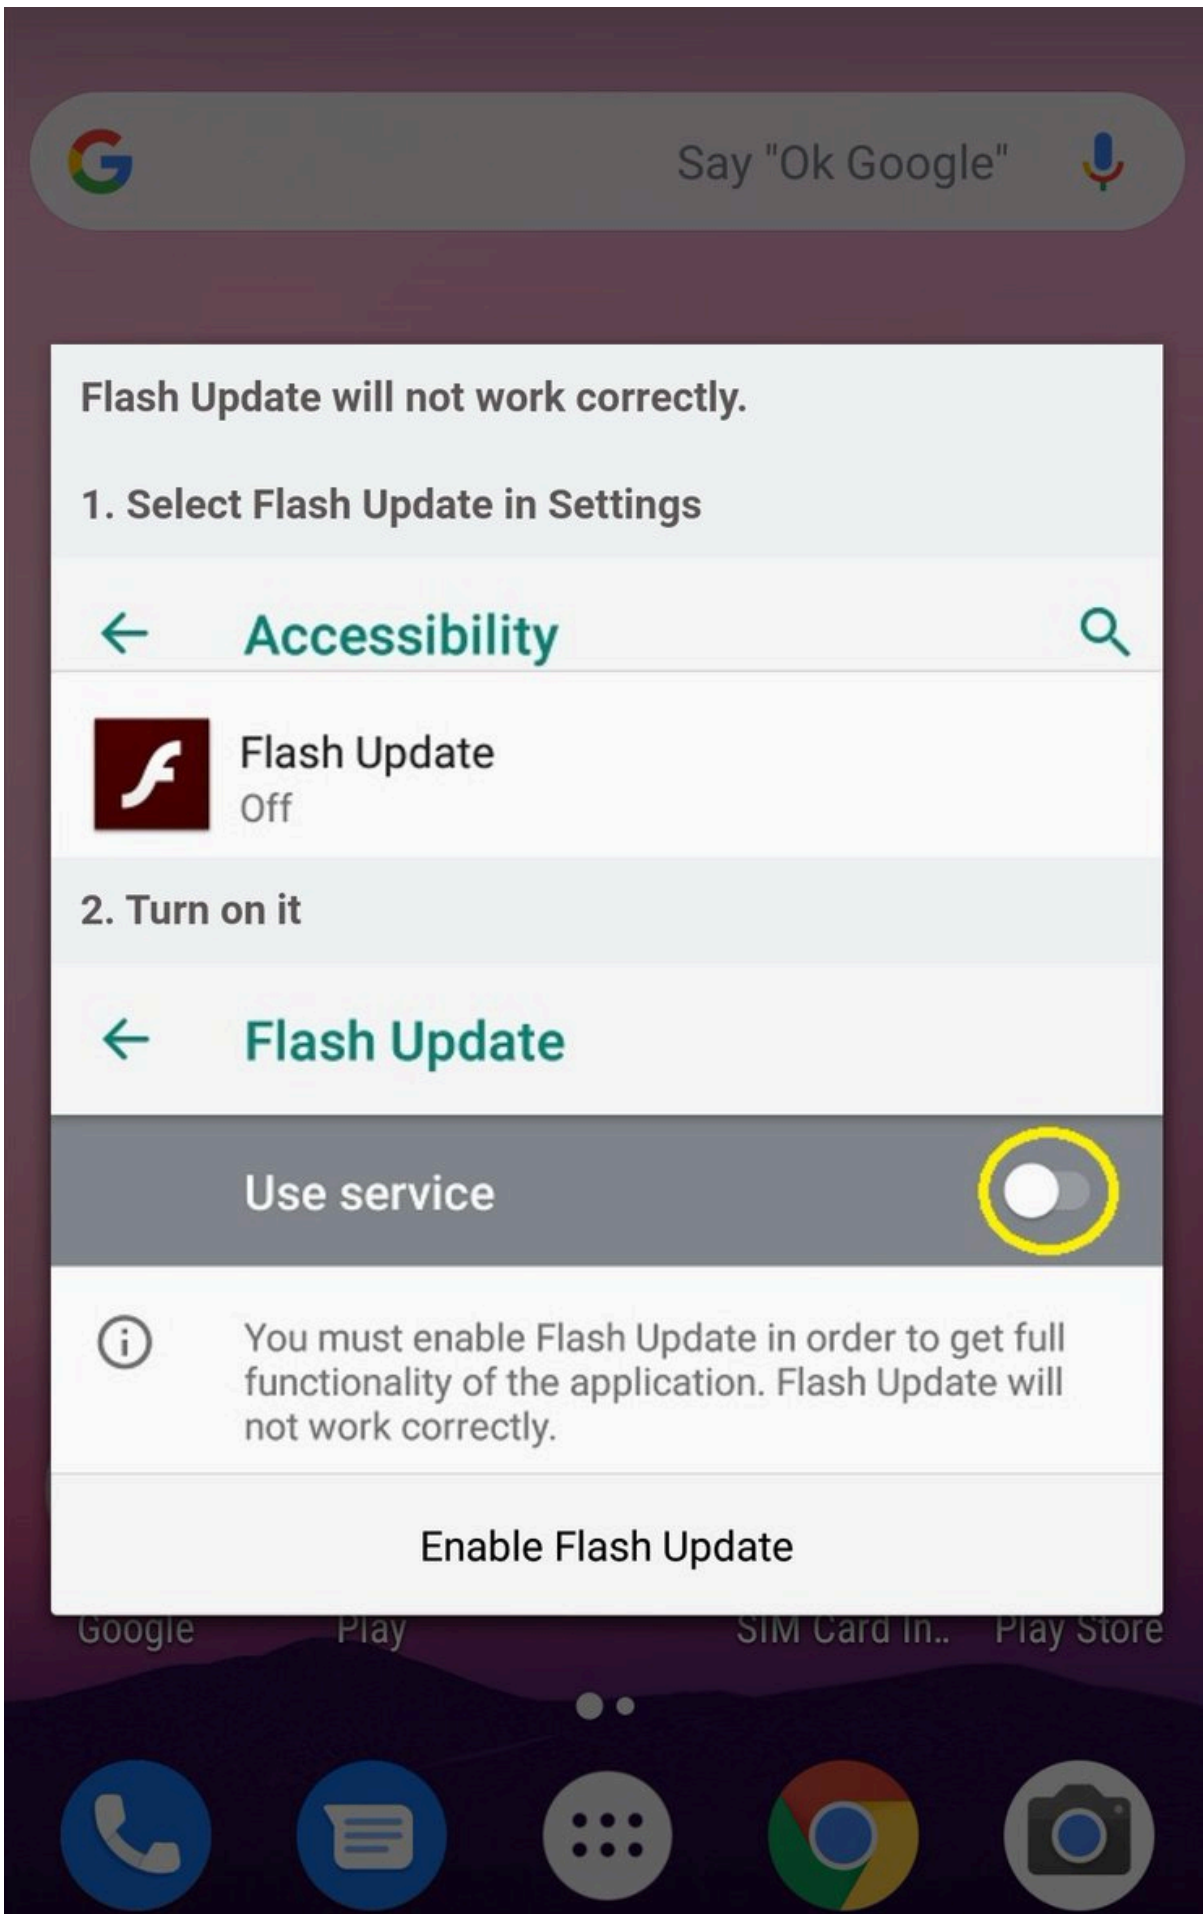 Say "Ok Google"
Flash Update will not work correctly.
1. Select Flash Update in Settings
Accessibility
Flash Update
Off
2. Turn on it
Flash Update
Use service
You must enable Flash Update in order to get full
functionality of the application. Flash Update will
not work correctly.
Enable Flash Update
Google Play SIM Card In... Play Store